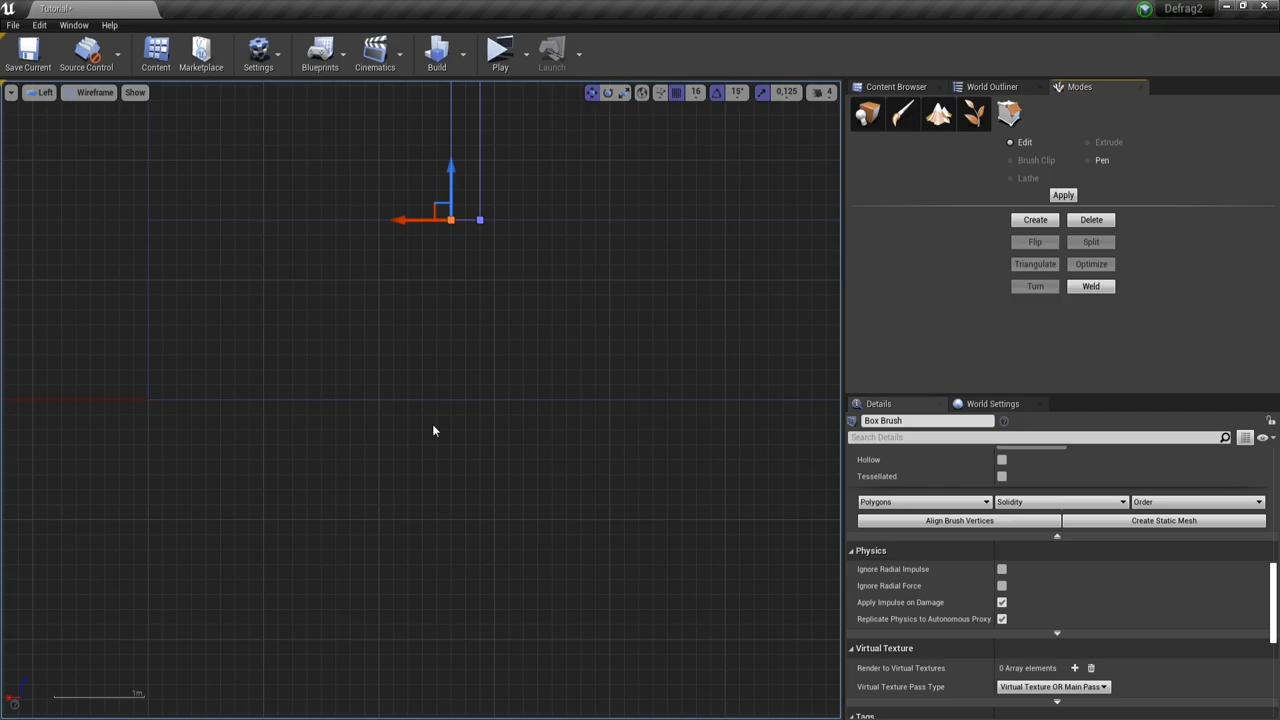 Tutorial•
Defrag2
File Edit Window Help
Save Current Source Control Content Marketplace Settings Blueprints Cinematics Build Play Launch
Left Wireframe Show 16 15° 0,125 4
Content Browser World Outliner Modes
Edit Extrude
Brush Clip Pen
Lathe
Apply
Create Delete
Flip Split
Triangulate Optimize
Turn Weld
Details World Settings
Box Brush
Search Details
Hollow
Tessellated
Polygons Solidity Order
Align Brush Vertices Create Static Mesh
Physics
Ignore Radial Impulse
Ignore Radial Force
Apply Impulse on Damage
Replicate Physics to Autonomous Proxy
Virtual Texture
Render to Virtual Textures 0 Array elements
Virtual Texture Pass Type Virtual Texture OR Main Pass
1m
Tags